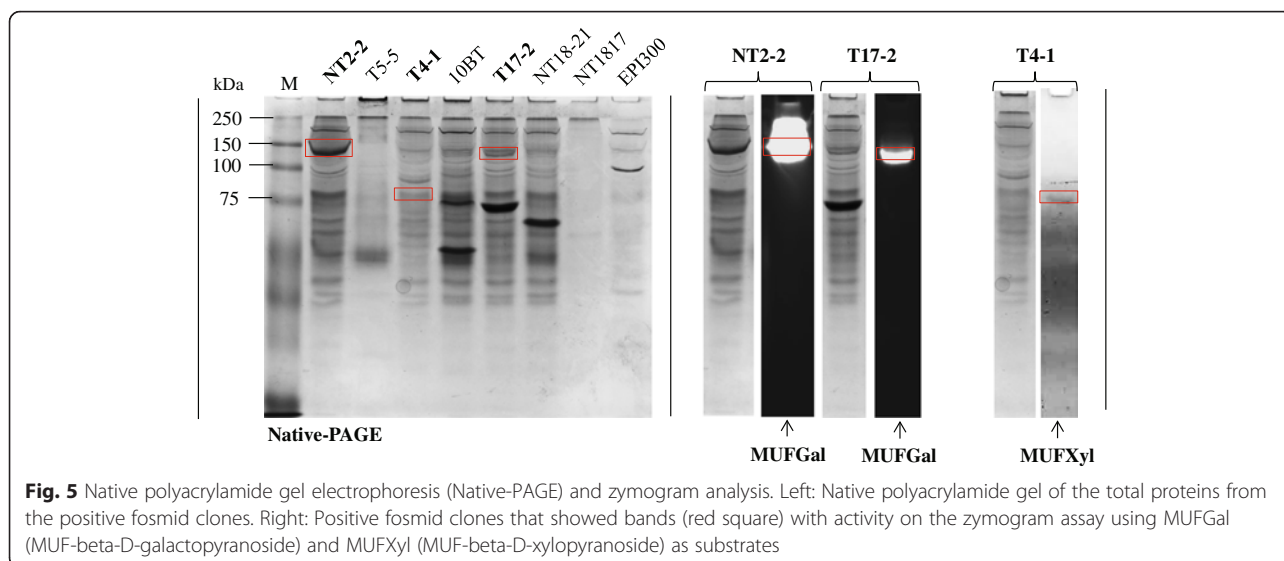 kDa
M
NT2-2
T5-5
T4-1
10BT
T17-2
NT18-21
NT1817
EPI300
250
150
100
75
Native-PAGE
NT2-2
T17-2
T4-1
MUFGal
MUFGal
MUFXyl
Fig. 5 Native polyacrylamide gel electrophoresis (Native-PAGE) and zymogram analysis. Left: Native polyacrylamide gel of the total proteins from
the positive fosmid clones. Right: Positive fosmid clones that showed bands (red square) with activity on the zymogram assay using MUFGal
(MUF-beta-D-galactopyranoside) and MUFXyl (MUF-beta-D-xylopyranoside) as substrates